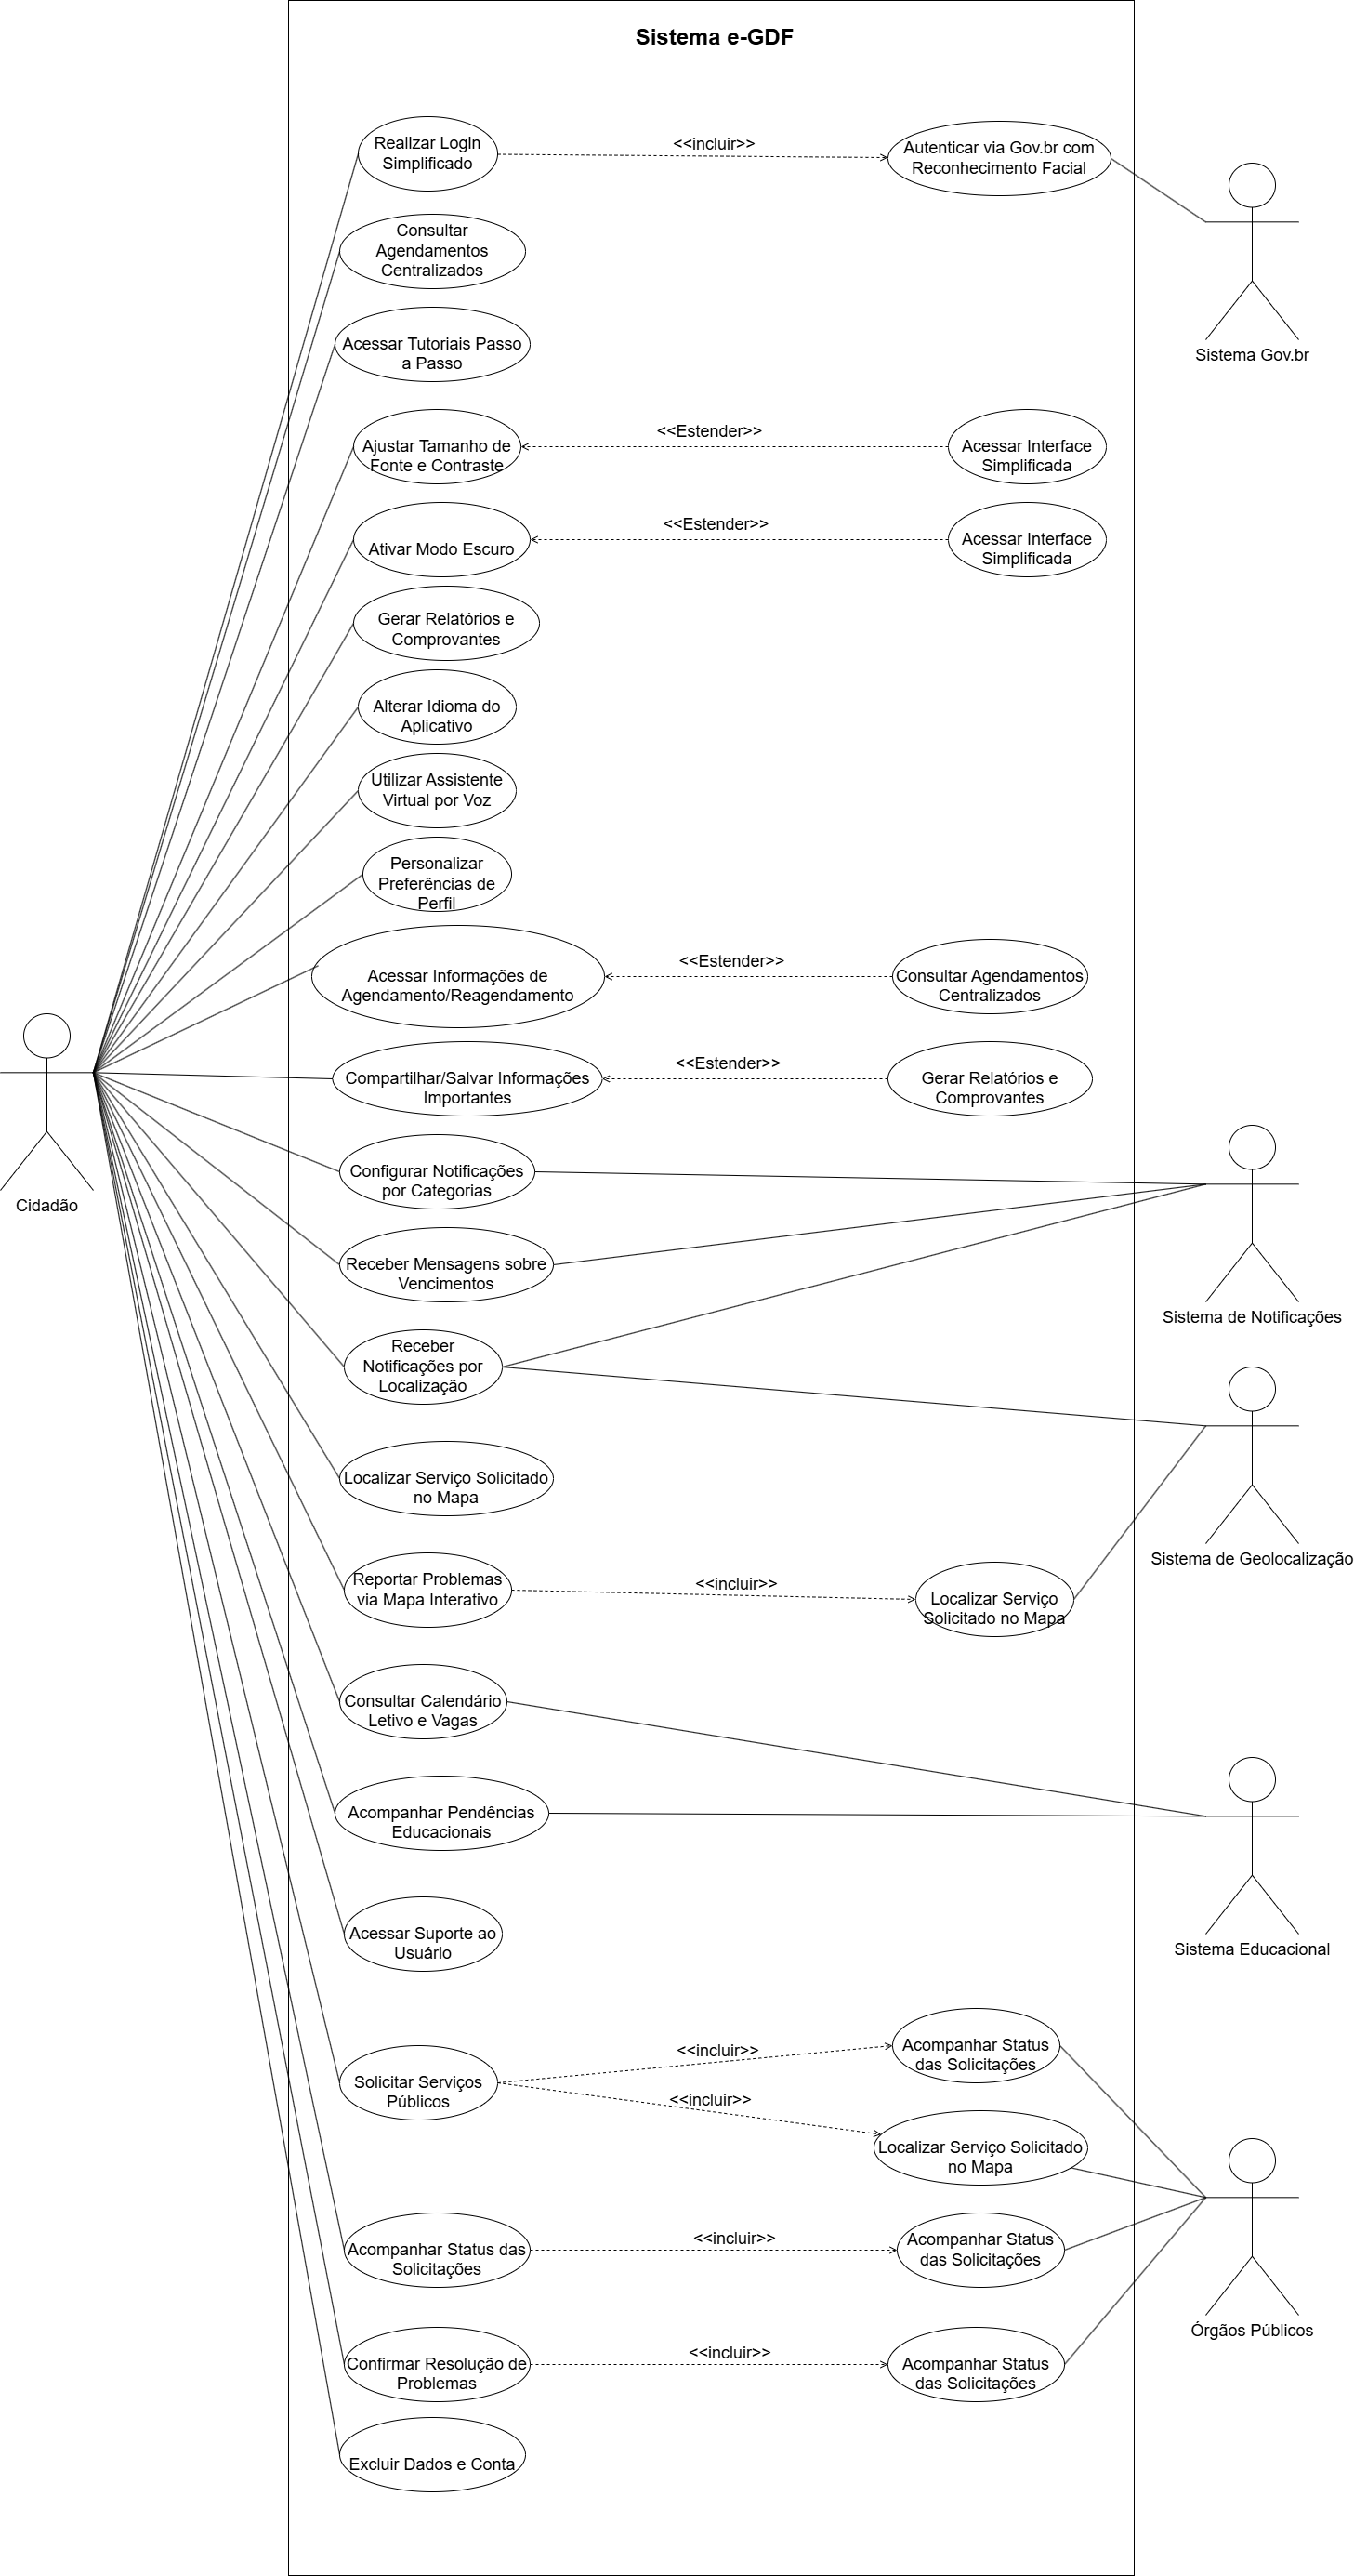 Sistema e-GDF
Realizar Login
Simplificado
<<incluir>>
Autenticar via Gov.br com
Reconhecimento Facial
Sistema Gov.br
Consultar
Agendamentos
Centralizados
Acessar Tutoriais Passo
a Passo
Ajustar Tamanho de
Fonte e Contraste
<<Estender>>
Acessar Interface
Simplificada
Ativar Modo Escuro
<<Estender>>
Acessar Interface
Simplificada
Gerar Relatórios e
Comprovantes
Alterar Idioma do
Aplicativo
Utilizar Assistente
Virtual por Voz
Personalizar
Preferências de
Perfil
Acessar Informações de
Agendamento/Reagendamento
<<Estender>>
Consultar Agendamentos
Centralizados
Compartilhar/Salvar Informações
Importantes
<<Estender>>
Gerar Relatórios e
Comprovantes
Cidadão
Configurar Notificações
por Categorias
Receber Mensagens sobre
Vencimentos
Sistema de Notificações
Receber
Notificações por
Localização
Localizar Serviço Solicitado
no Mapa
Sistema de Geolocalização
Reportar Problemas
via Mapa Interativo
<<incluir>>
Localizar Serviço
Solicitado no Mapa
Consultar Calendário
Letivo e Vagas
Acompanhar Pendências
Educacionais
Sistema Educacional
Acessar Suporte ao
Usuário
Solicitar Serviços
Públicos
<<incluir>>
Acompanhar Status
das Solicitações
<<incluir>>
Localizar Serviço Solicitado
no Mapa
Acompanhar Status das
Solicitações
<<incluir>>
Acompanhar Status
das Solicitações
Órgãos Públicos
Confirmar Resolução de
Problemas
<<incluir>>
Acompanhar Status
das Solicitações
Excluir Dados e Conta